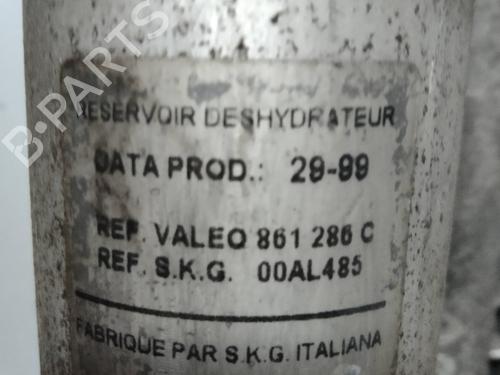 B-PARTS
RESERVOIR DESHYDRATEUR
DATA PROD.: 29-99
REF. VALEO 861 286 C
REF. S.K.G. 00AL485
FABRIQUE PAR S.K.G. ITALIANA